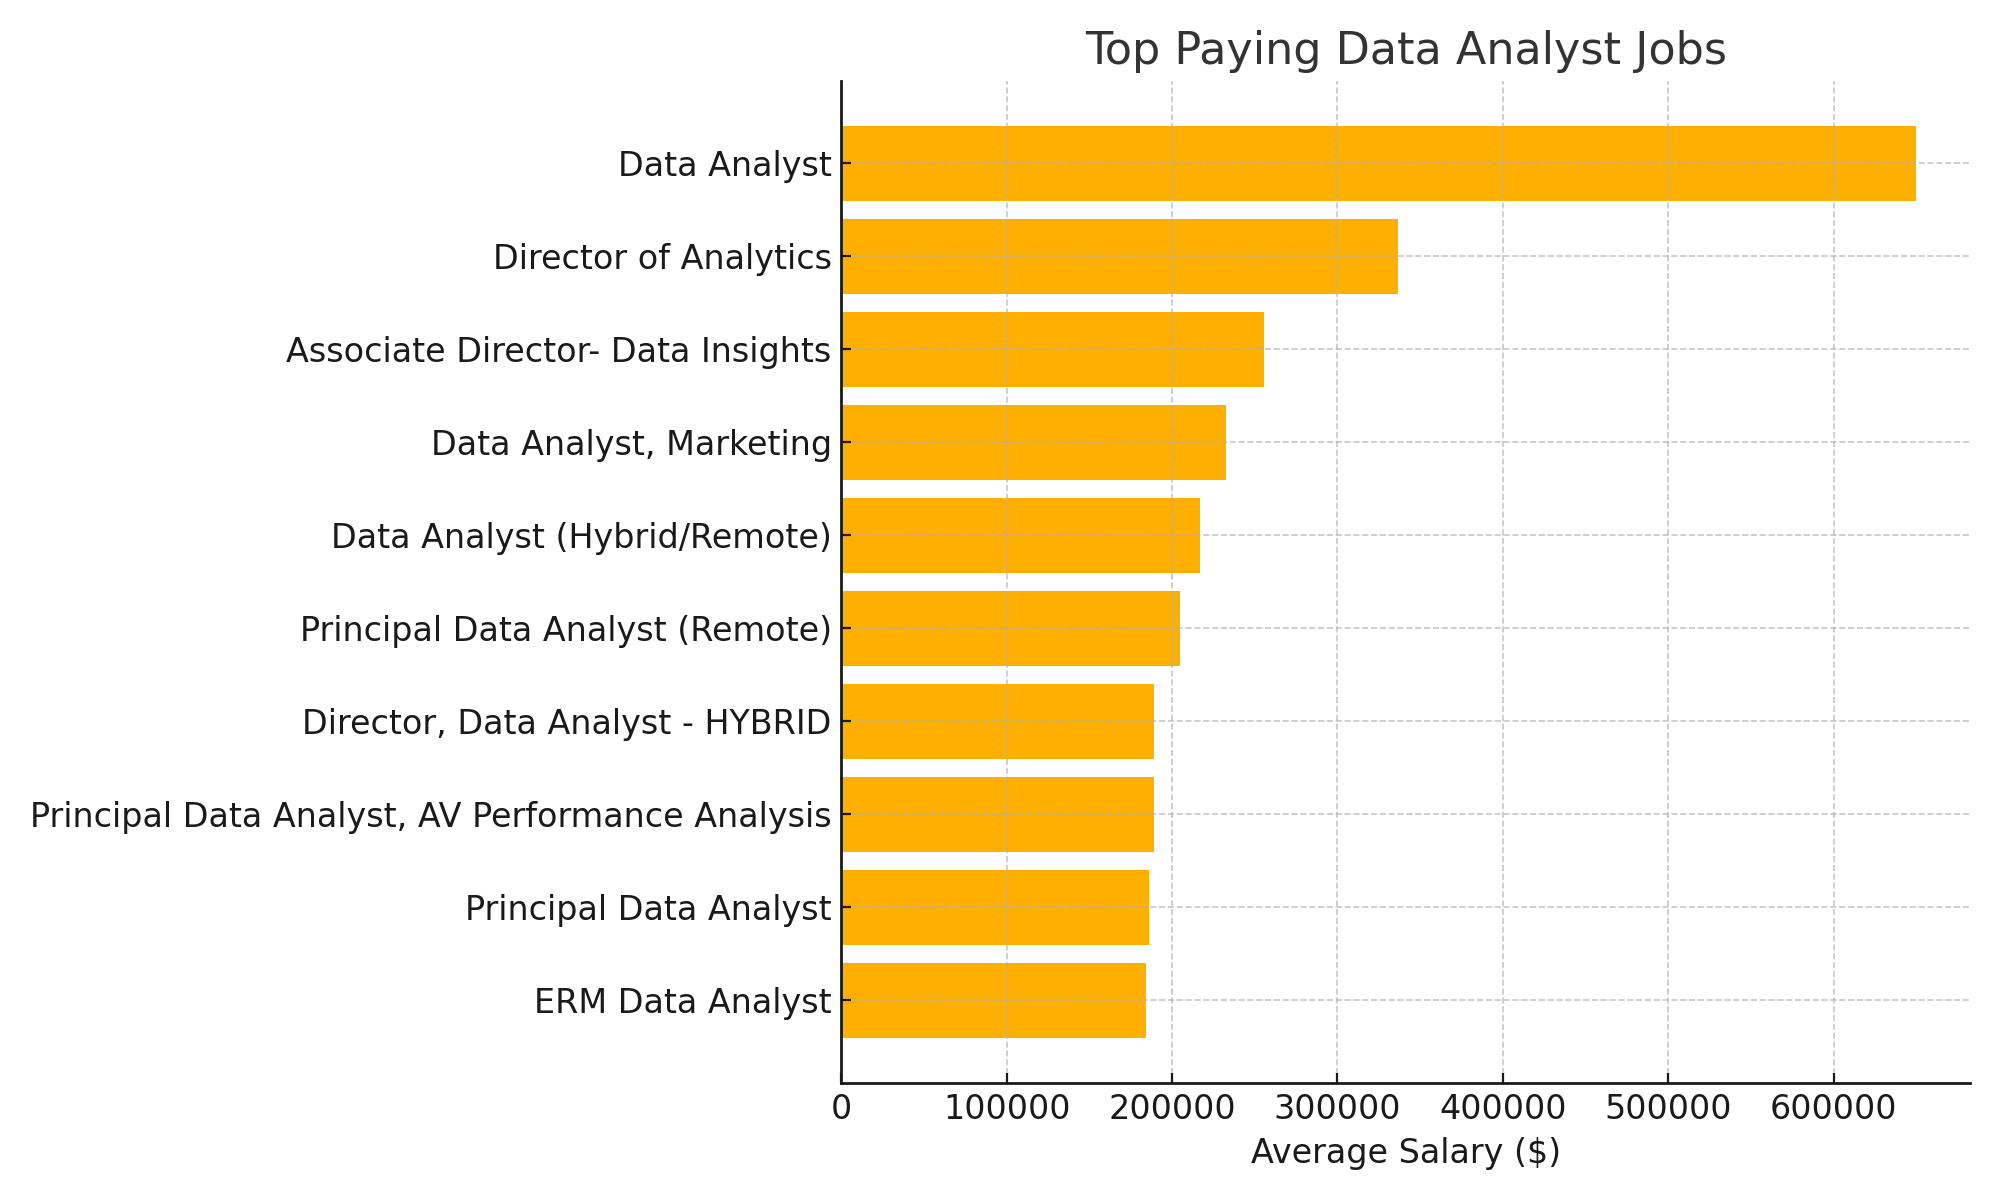 Top Paying Data Analyst Jobs
Data Analyst
Director of Analytics
Associate Director- Data Insights
Data Analyst, Marketing
Data Analyst (Hybrid/Remote)
Principal Data Analyst (Remote)
Director, Data Analyst - HYBRID
Principal Data Analyst, AV Performance Analysis
Principal Data Analyst
ERM Data Analyst
0 100000 200000 300000 400000 500000 600000
Average Salary ($)